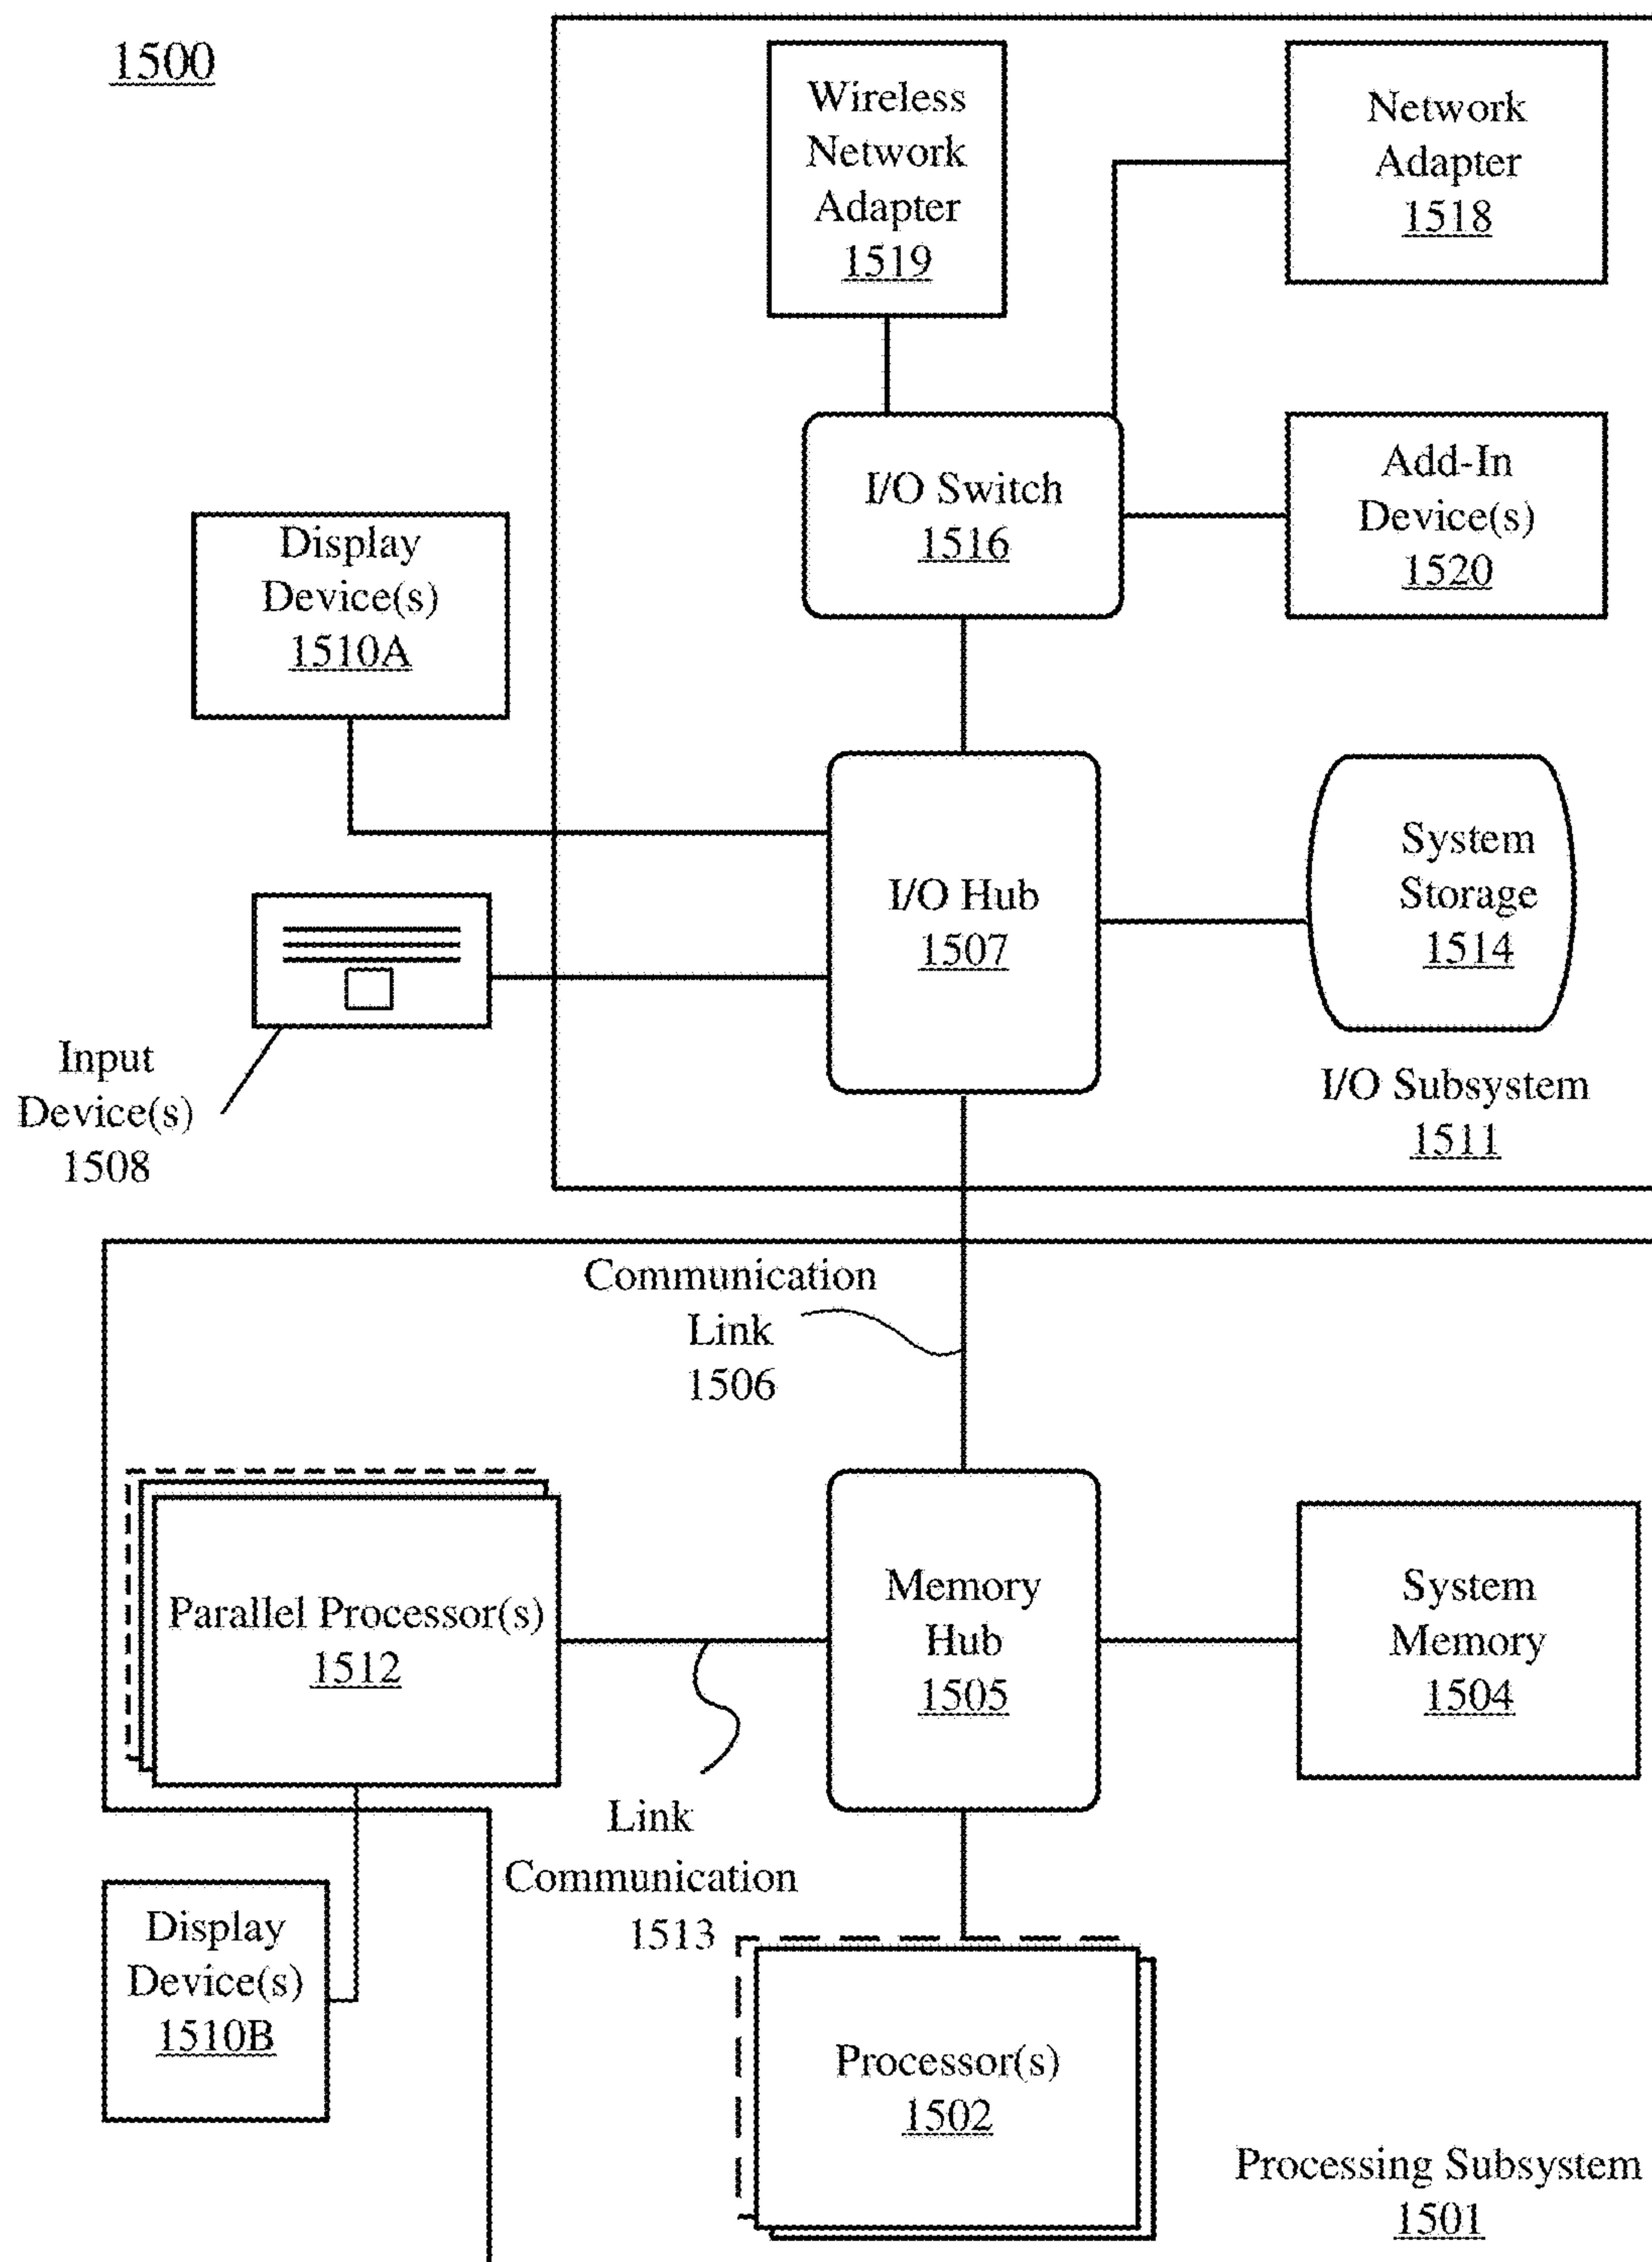 1500
Wireless
Network
Adapter
1519
Network
Adapter
1518
I/O Switch
1516
Add-In
Device(s)
1520
Display
Device(s)
1510A
I/O Hub
1507
System
Storage
1514
Input
Device(s)
1508
I/O Subsystem
1511
Communication
Link
1506
Parallel Processor(s)
1512
Memory
Hub
1505
System
Memory
1504
Link
Communication
1513
Display
Device(s)
1510B
Processor(s)
1502
Processing Subsystem
1501